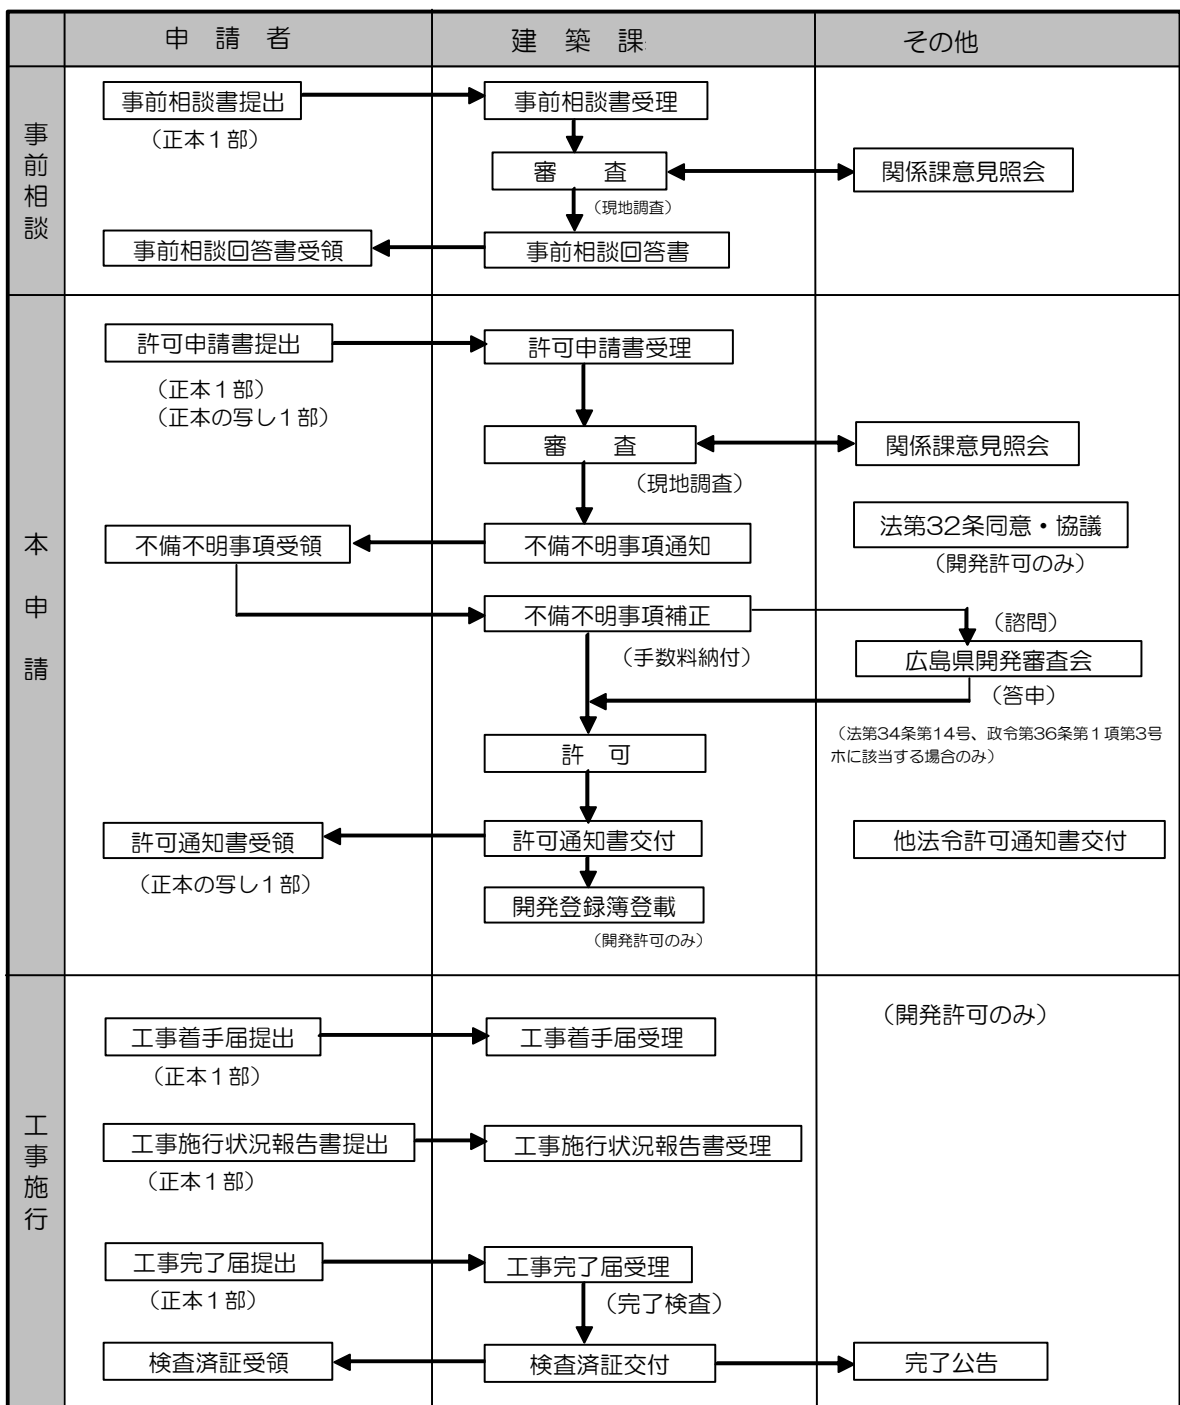 申請者 建築課 その他
事前相談
事前相談書提出 事前相談書受理
（正本１部）
審査 関係課意見照会
（現地調査）
事前相談回答書受領 事前相談回答書
本申請
許可申請書提出 許可申請書受理
（正本１部）
（正本の写し１部）
審査 関係課意見照会
（現地調査）
法第32条同意・協議
（開発許可のみ）
不備不明事項受領 不備不明事項通知
不備不明事項補正
（諮問）
（手数料納付）
広島県開発審査会
（答申）
（法第34条第14号、政令第36条第１項第3号
ホに該当する場合のみ）
許可
許可通知書受領 許可通知書交付 他法令許可通知書交付
（正本の写し１部）
開発登録簿登載
（開発許可のみ）
工事施行
（開発許可のみ）
工事着手届提出 工事着手届受理
（正本１部）
工事施行状況報告書提出 工事施行状況報告書受理
（正本１部）
工事完了届提出 工事完了届受理
（正本１部）
（完了検査）
検査済証受領 検査済証交付 完了公告